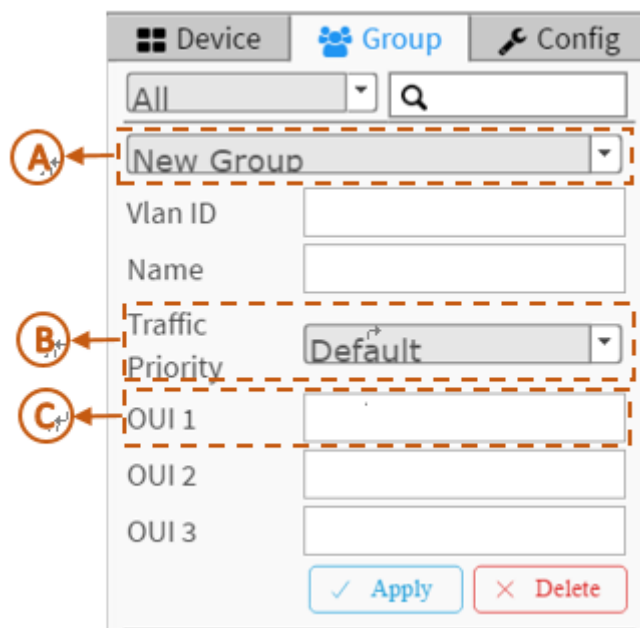 Device Group Config
All
A New Group
Vlan ID
Name
Traffic
B Default
Priority
C OUI 1
OUI 2
OUI 3
Apply Delete